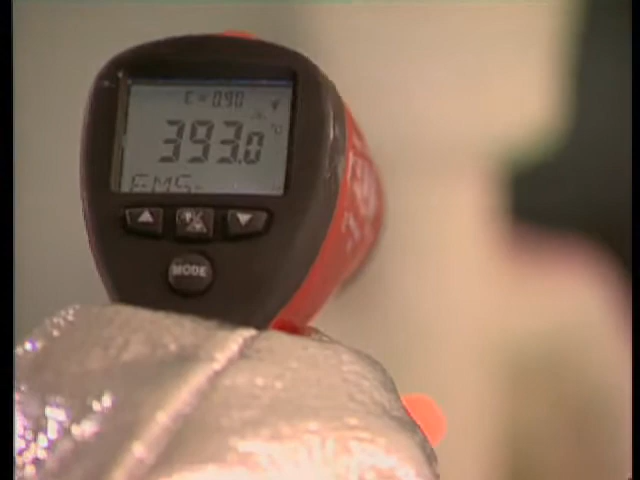 ε = 0.90
393.0 °C
EMS.
MODE